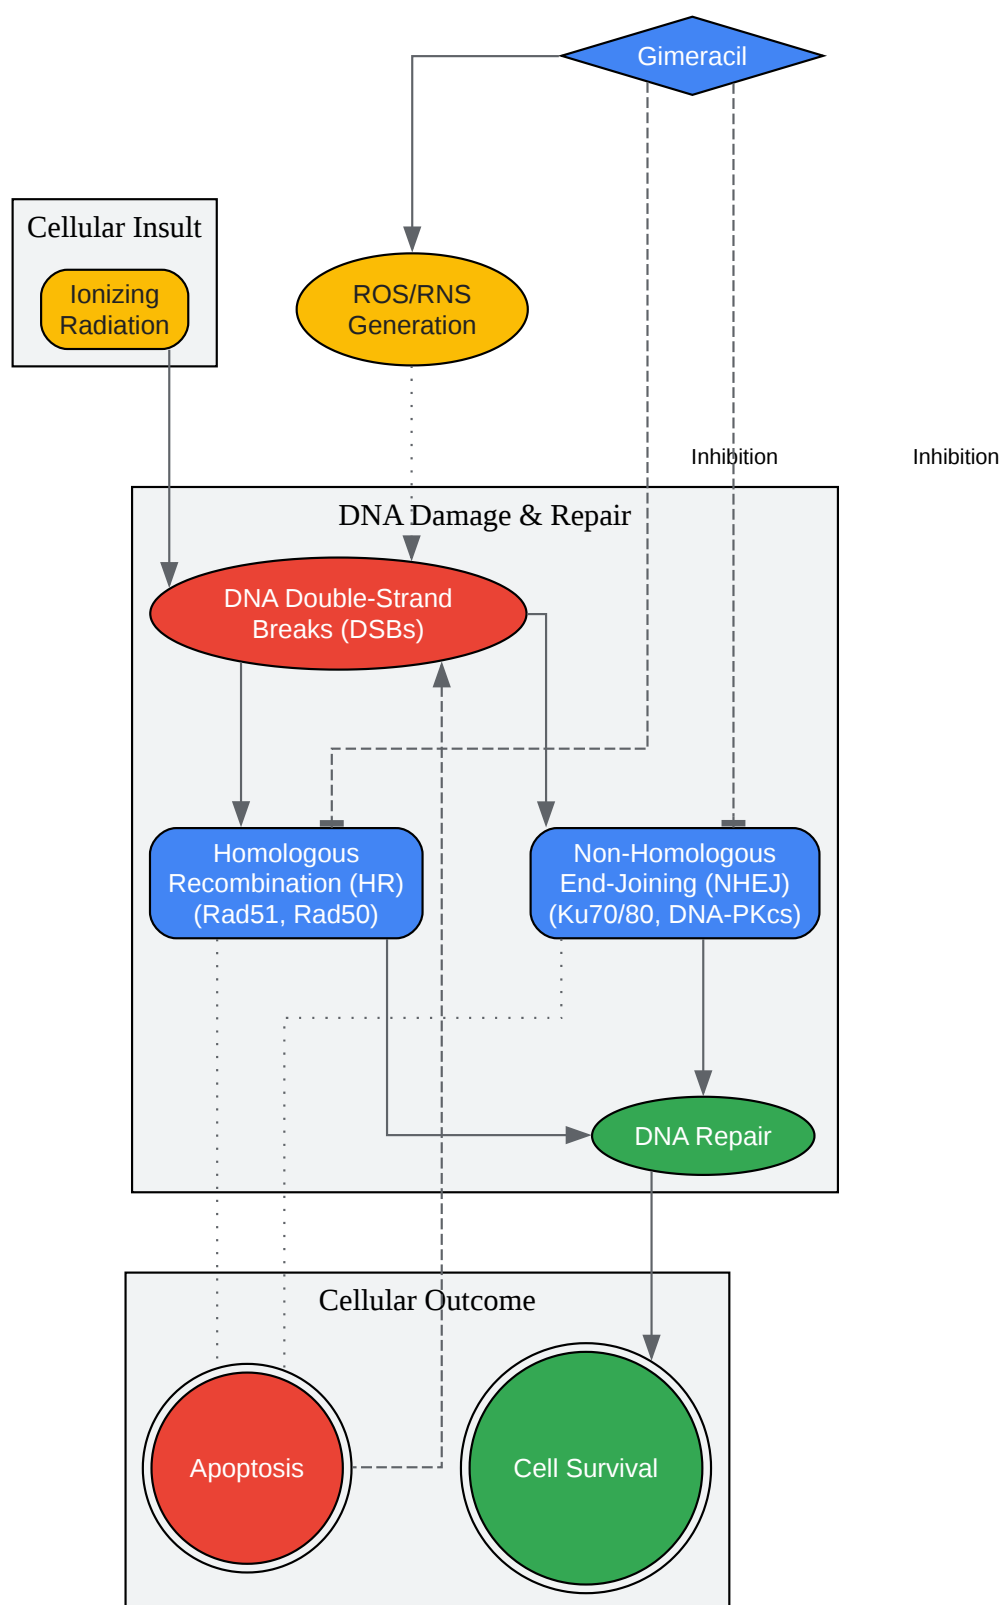 Gimeracil
Cellular Insult
Ionizing
Radiation
ROS/RNS
Generation
Inhibition
Inhibition
DNA Damage & Repair
DNA Double-Strand
Breaks (DSBs)
Homologous
Recombination (HR)
(Rad51, Rad50)
Non-Homologous
End-Joining (NHEJ)
(Ku70/80, DNA-PKcs)
DNA Repair
Cellular Outcome
Apoptosis
Cell Survival